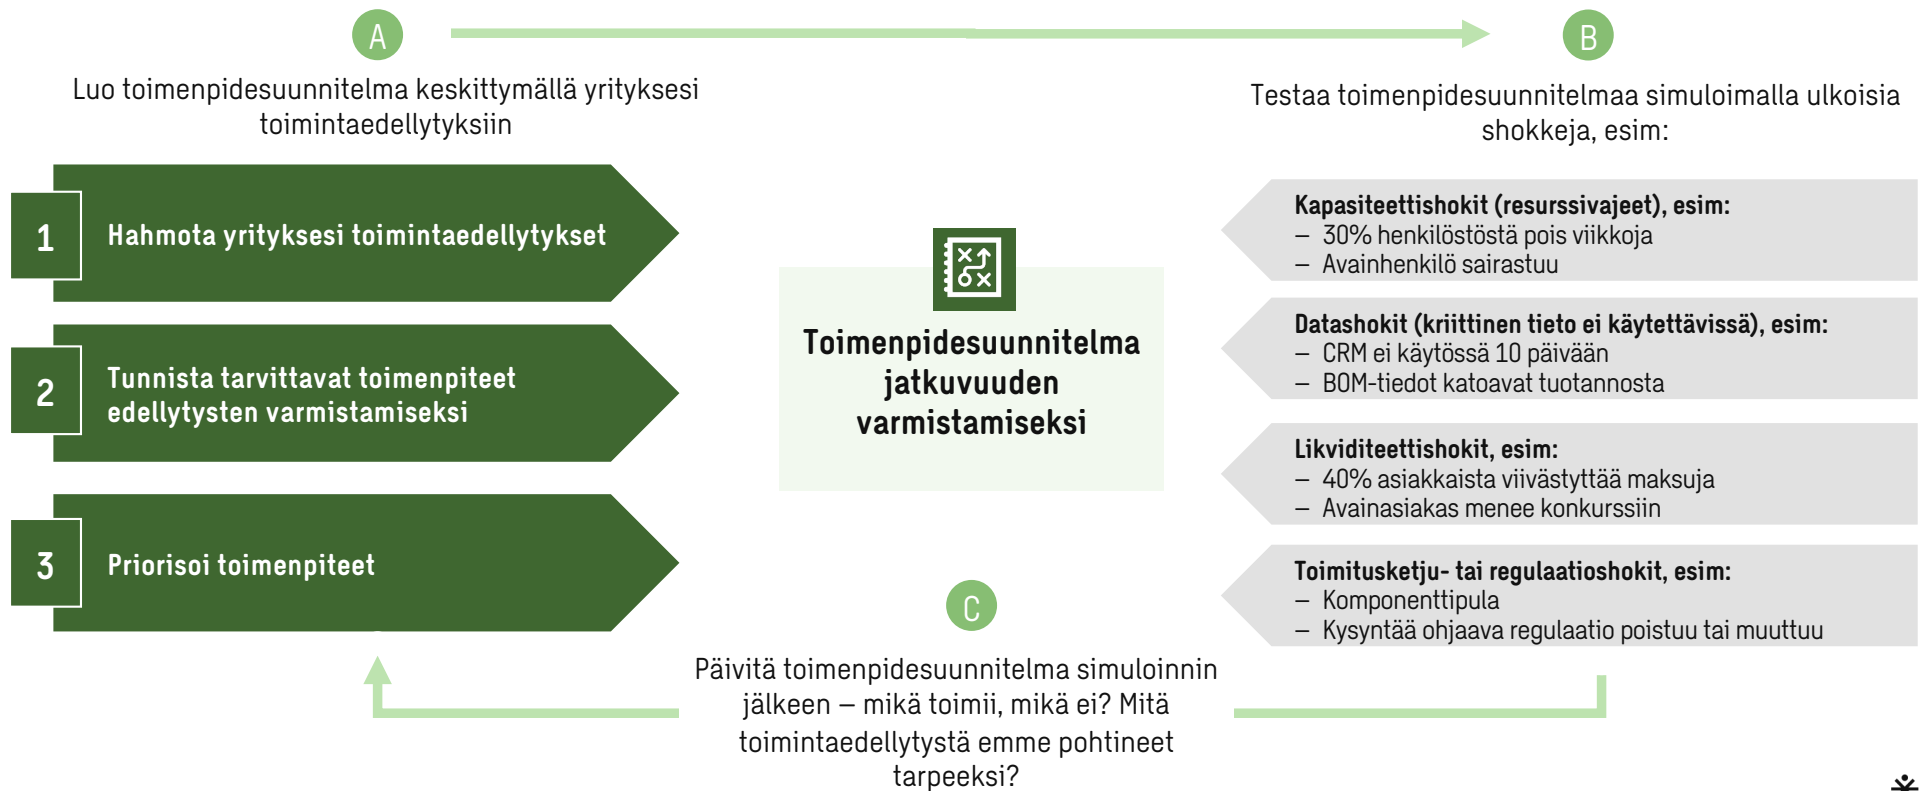 A
Luo toimenpidesuunnitelma keskittymällä yrityksesi
toimintaedellytyksiin
1
Hahmota yrityksesi toimintaedellytykset
2
Tunnista tarvittavat toimenpiteet
edellytysten varmistamiseksi
3
Priorisoi toimenpiteet
Toimenpidesuunnitelma
jatkuvuuden
varmistamiseksi
B
Testaa toimenpidesuunnitelmaa simuloimalla ulkoisia
shokkeja, esim:
Kapasiteettishokit (resurssivajeet), esim:
– 30% henkilöstöstä pois viikkoja
– Avainhenkilö sairastuu
Datashokit (kriittinen tieto ei käytettävissä), esim:
– CRM ei käytössä 10 päivään
– BOM-tiedot katoavat tuotannosta
Likviditeettishokit, esim:
– 40% asiakkaista viivästyttää maksuja
– Avainasiakas menee konkurssiin
Toimitusketju- tai regulaatioshokit, esim:
– Komponenttipula
– Kysyntää ohjaava regulaatio poistuu tai muuttuu
C
Päivitä toimenpidesuunnitelma simuloinnin
jälkeen – mikä toimii, mikä ei? Mitä
toimintaedellytystä emme pohtineet
tarpeeksi?